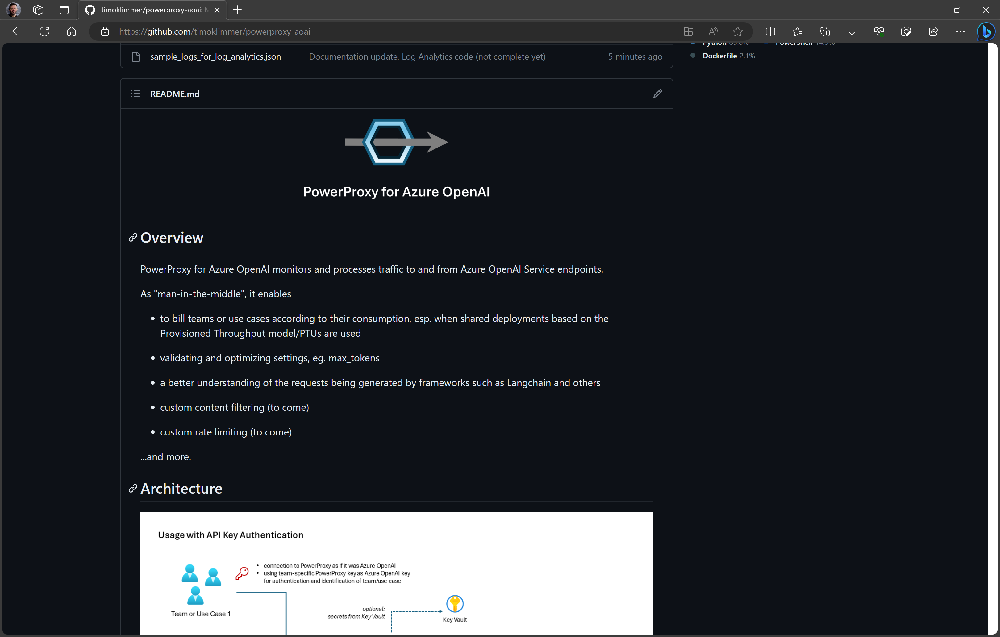 timoklimmer/powerproxy-aoai:
https://github.com/timoklimmer/powerproxy-aoai
sample_logs_for_log_analytics.json Documentation update, Log Analytics code (not complete yet) 5 minutes ago
Dockerfile 2.1%
README.md
PowerProxy for Azure OpenAI
Overview
PowerProxy for Azure OpenAI monitors and processes traffic to and from Azure OpenAI Service endpoints.
As "man-in-the-middle", it enables
• to bill teams or use cases according to their consumption, esp. when shared deployments based on the
Provisioned Throughput model/PTUs are used
• validating and optimizing settings, eg. max_tokens
• a better understanding of the requests being generated by frameworks such as Langchain and others
• custom content filtering (to come)
• custom rate limiting (to come)
...and more.
Architecture
Usage with API Key Authentication
• connection to PowerProxy as if it was Azure OpenAI
• using team-specific PowerProxy key as Azure OpenAI key
for authentication and identification of team/use case
Team or Use Case 1
optional:
secrets from Key Vault
Key Vault